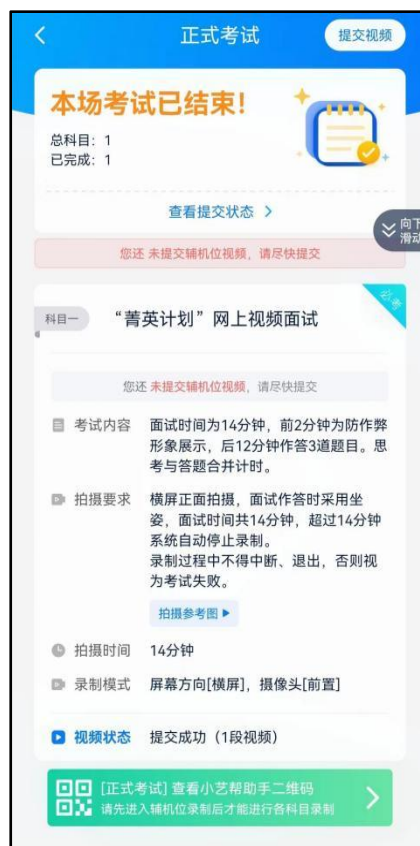 正式考试
提交视频
本场考试已结束!
总科目: 1
已完成: 1
查看提交状态
向下
滑动
您还 未提交辅机位视频, 请尽快提交
必考
科目一
“菁英计划”网上视频面试
您还 未提交辅机位视频, 请尽快提交
考试内容
面试时间为14分钟, 前2分钟为防作弊
形象展示, 后12分钟作答3道题目。思
考与答题合并计时。
拍摄要求
横屏正面拍摄, 面试作答时采用坐
姿, 面试时间共14分钟, 超过14分钟
系统自动停止录制。
录制过程中不得中断、退出, 否则视
为考试失败。
拍摄参考图
拍摄时间
14分钟
录制模式
屏幕方向[横屏], 摄像头[前置]
视频状态
提交成功(1段视频)
[正式考试] 查看小艺帮助手二维码
请先进入辅机位录制后才能进行各科目录制